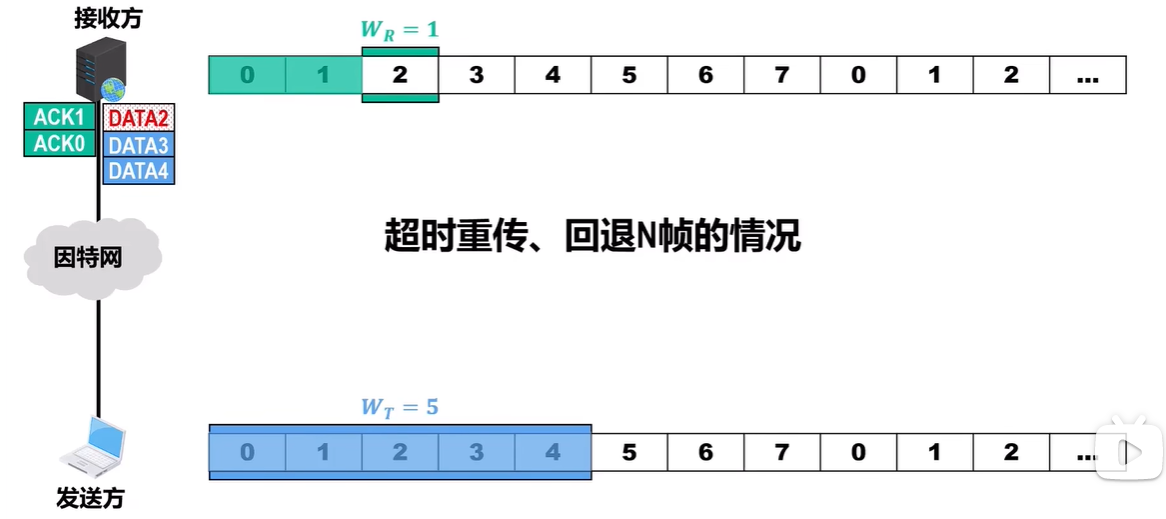 接收方
W_R = 1
0 1 2 3 4 5 6 7 0 1 2 ...
ACK1 DATA2
ACK0 DATA3
DATA4
超时重传、回退N帧的情况
因特网
W_T = 5
0 1 2 3 4 5 6 7 0 1 2 ...
发送方